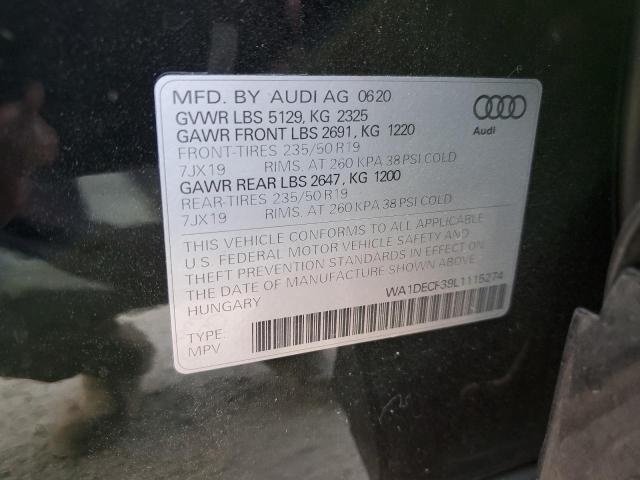 MFD. BY AUDI AG 0620
GVWR LBS 5129, KG 2325
GAWR FRONT LBS 2691, KG 1220
FRONT-TIRES 235/50 R19
7JX19 RIMS, AT 260 KPA 38 PSI COLD
GAWR REAR LBS 2647, KG 1200
REAR-TIRES 235/50 R19
7JX19 RIMS, AT 260 KPA 38 PSI COLD
Audi
THIS VEHICLE CONFORMS TO ALL APPLICABLE
U.S. FEDERAL MOTOR VEHICLE SAFETY AND
THEFT PREVENTION STANDARDS IN EFFECT ON
THE DATE OF MANUFACTURE SHOWN ABOVE.
HUNGARY
WA1DECF39L1115274
TYPE:
MPV